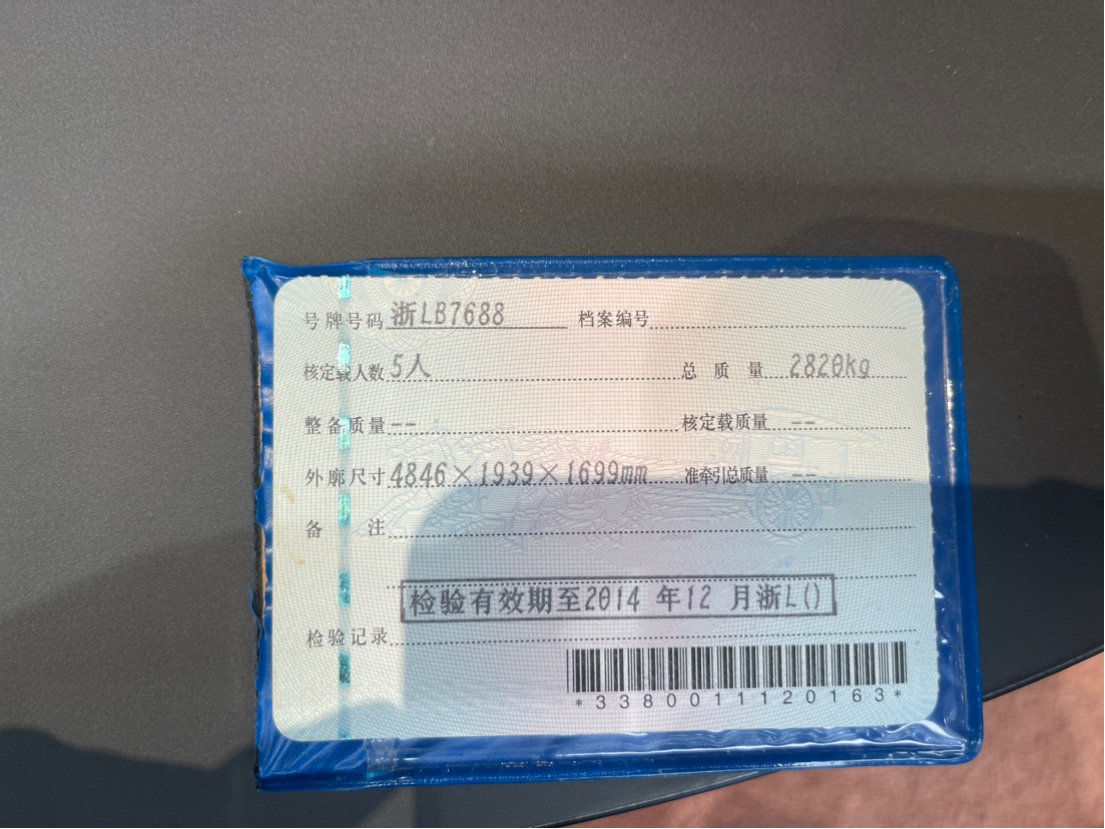 号牌号码 浙LB7688 档案编号
核定载人数 5人 总质量 2820kg
整备质量 -- 核定载质量 --
外廓尺寸 4846×1939×1699mm 准牵引总质量 --
备注
检验有效期至2014 年12 月浙L()
检验记录
*3380011120163*